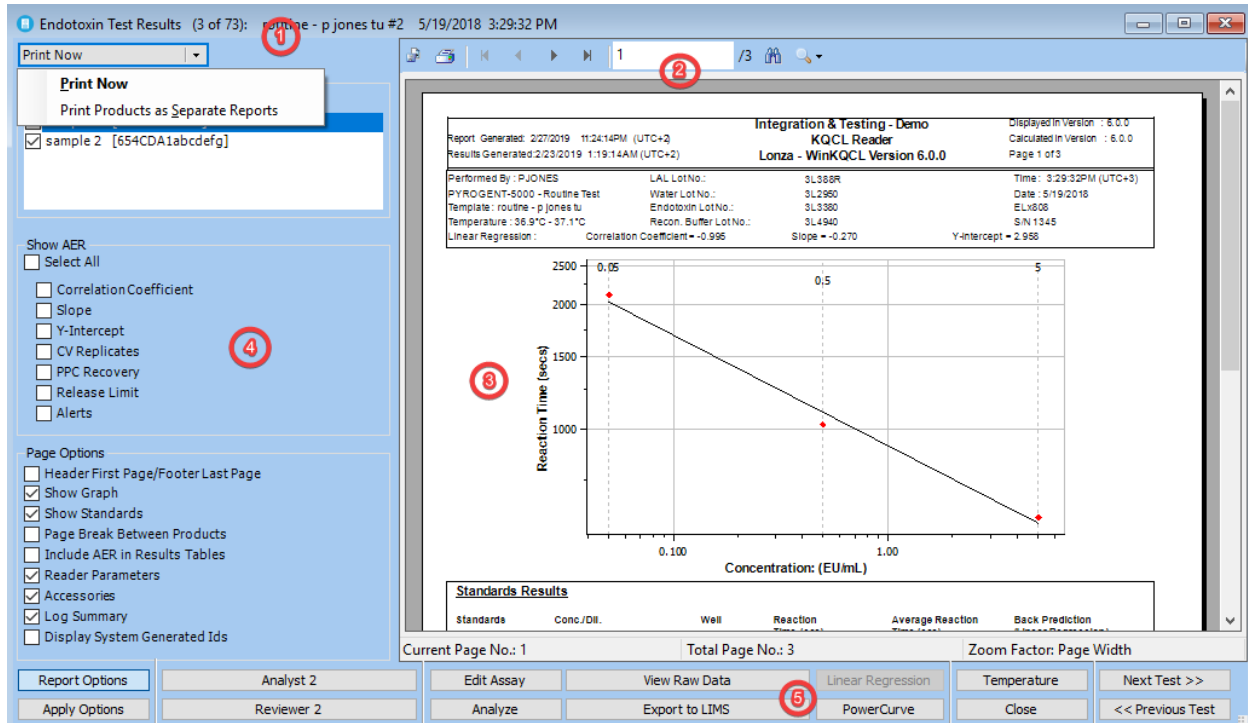 Endotoxin Test Results (3 of 73): routine - p jones tu #2 5/19/2018 3:29:32 PM
1
Print Now
Print Now
Print Products as Separate Reports
sample 2 [654CDA1abcdefg]
Show AER
Select All
Correlation Coefficient
Slope
Y-Intercept
CV Replicates
PPC Recovery
Release Limit
Alerts
4
Page Options
Header First Page/Footer Last Page
Show Graph
Show Standards
Page Break Between Products
Include AER in Results Tables
Reader Parameters
Accessories
Log Summary
Display System Generated Ids
1 /3
2
Integration & Testing - Demo
KQCL Reader
Lonza - WinKQCL Version 6.0.0
Report Generated: 2/27/2019 11:24:14PM (UTC+2)
Results Generated:2/23/2019 1:19:14AM (UTC+2)
Displayed In Version : 6.0.0
Calculated In Version : 6.0.0
Page 1 of 3
Performed By : PJONES LAL Lot No.: 3L388R Time: 3:29:32PM (UTC+3)
PYROGENT-5000 - Routine Test Water Lot No.: 3L2950 Date : 5/19/2018
Template : routine - p jones tu Endotoxin Lot No.: 3L3380 ELx808
Temperature : 36.9°C - 37.1°C Recon. Buffer Lot No.: 3L4940 S/N 1345
Linear Regression : Correlation Coefficient = -0.995 Slope = -0.270 Y-Intercept = 2.958
2500
2000
1500
1000
0.05
0.5
5
Reaction Time (secs)
3
0.100 1.00
Concentration: (EU/mL)
Standards Results
Standards Conc./Dil. Well Reaction Average Reaction Back Prediction
Current Page No.: 1 Total Page No.: 3 Zoom Factor: Page Width
Report Options Analyst 2 Edit Assay View Raw Data Linear Regression Temperature Next Test >>
5
Apply Options Reviewer 2 Analyze Export to LIMS PowerCurve Close << Previous Test